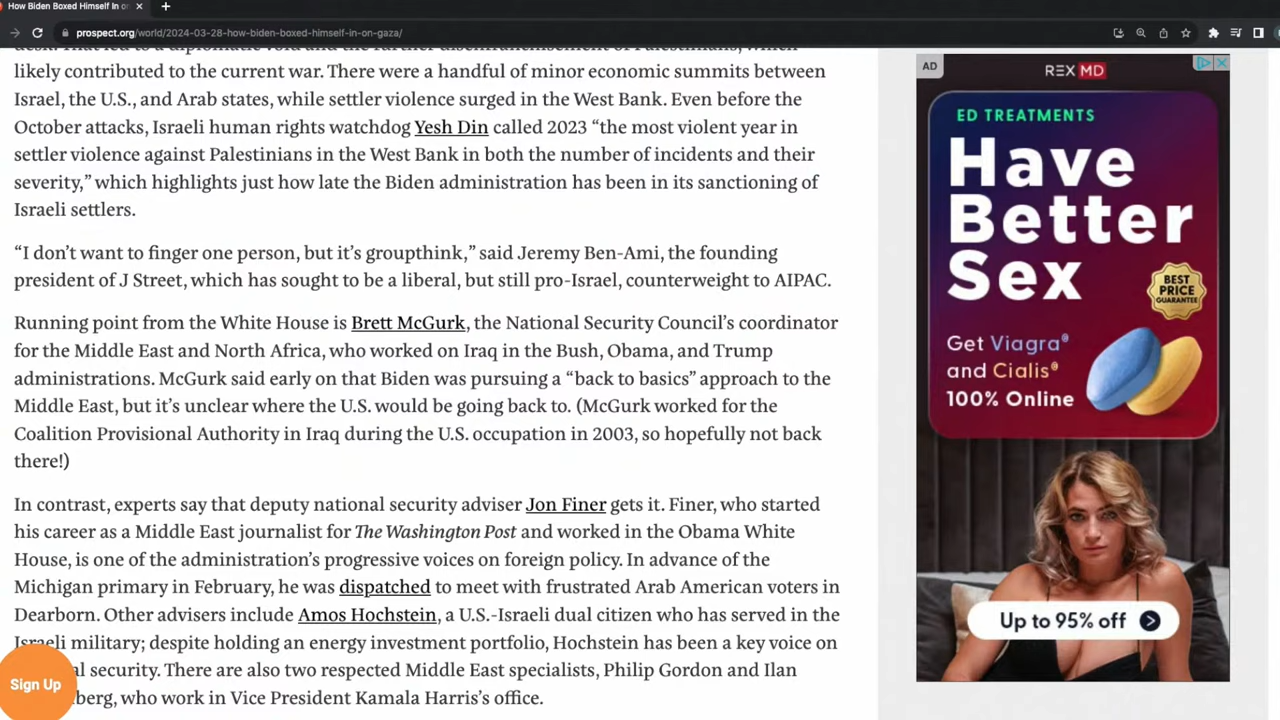 How Biden Boxed Himself In on
prospect.org/world/2024-03-28-how-biden-boxed-himself-in-on-gaza/
desk. That led to a diplomatic void and the further disenfranchisement of Palestinians, which
likely contributed to the current war. There were a handful of minor economic summits between
Israel, the U.S., and Arab states, while settler violence surged in the West Bank. Even before the
October attacks, Israeli human rights watchdog Yesh Din called 2023 “the most violent year in
settler violence against Palestinians in the West Bank in both the number of incidents and their
severity,” which highlights just how late the Biden administration has been in its sanctioning of
Israeli settlers.
“I don’t want to finger one person, but it’s groupthink,” said Jeremy Ben-Ami, the founding
president of J Street, which has sought to be a liberal, but still pro-Israel, counterweight to AIPAC.
Running point from the White House is Brett McGurk, the National Security Council’s coordinator
for the Middle East and North Africa, who worked on Iraq in the Bush, Obama, and Trump
administrations. McGurk said early on that Biden was pursuing a “back to basics” approach to the
Middle East, but it’s unclear where the U.S. would be going back to. (McGurk worked for the
Coalition Provisional Authority in Iraq during the U.S. occupation in 2003, so hopefully not back
there!)
In contrast, experts say that deputy national security adviser Jon Finer gets it. Finer, who started
his career as a Middle East journalist for The Washington Post and worked in the Obama White
House, is one of the administration’s progressive voices on foreign policy. In advance of the
Michigan primary in February, he was dispatched to meet with frustrated Arab American voters in
Dearborn. Other advisers include Amos Hochstein, a U.S.-Israeli dual citizen who has served in the
Israeli military; despite holding an energy investment portfolio, Hochstein has been a key voice on
al security. There are also two respected Middle East specialists, Philip Gordon and Ilan
berg, who work in Vice President Kamala Harris’s office.
Sign Up
AD
REX MD
ED TREATMENTS
Have
Better
Sex
BEST
PRICE
GUARANTEE
Get Viagra®
and Cialis®
100% Online
Up to 95% off